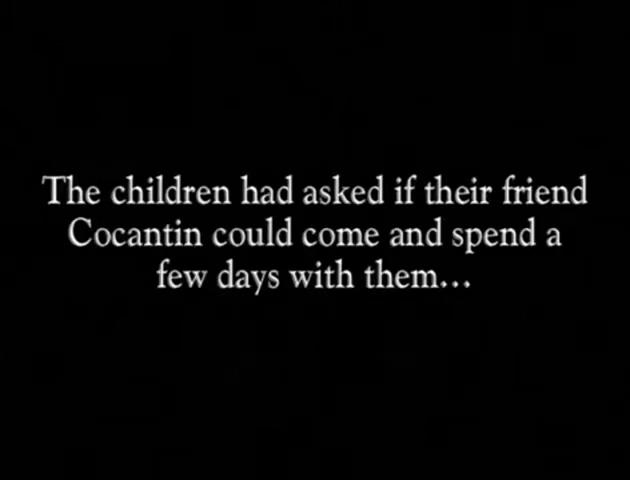 The children had asked if their friend
Cocantin could come and spend a
few days with them...